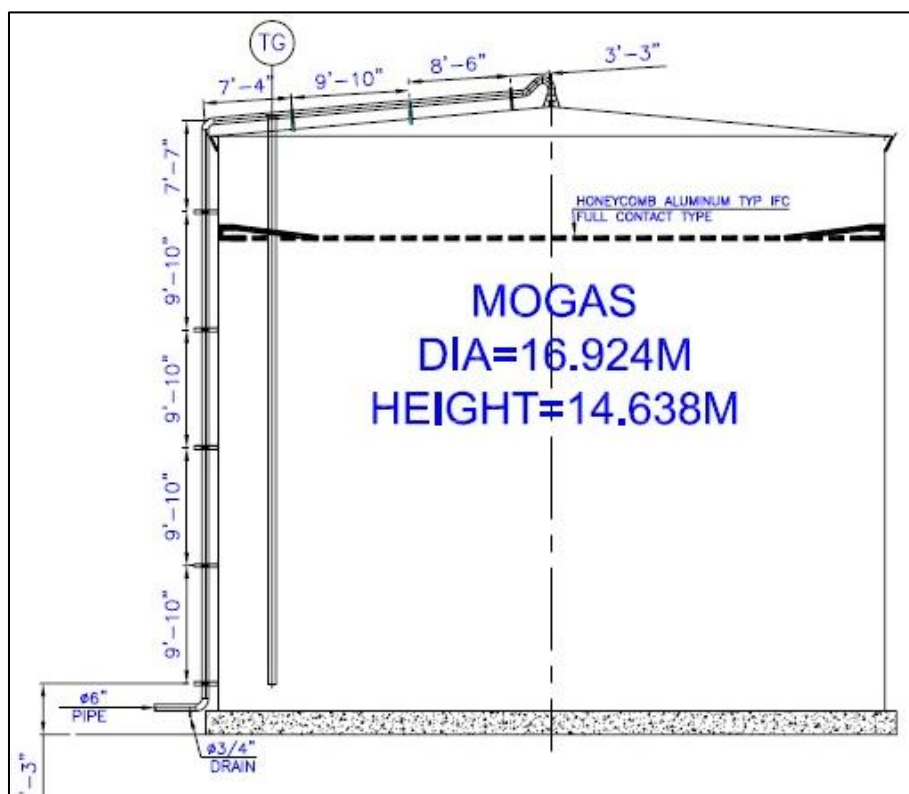 TG
7'-4"
9'-10"
8'-6"
3'-3"
7'-7"
HONEYCOMB ALUMINUM TYP IFC
FULL CONTACT TYPE
9'-10"
MOGAS
DIA=16.924M
HEIGHT=14.638M
9'-10"
9'-10"
9'-10"
ø6"
PIPE
ø3/4"
DRAIN
'-3"